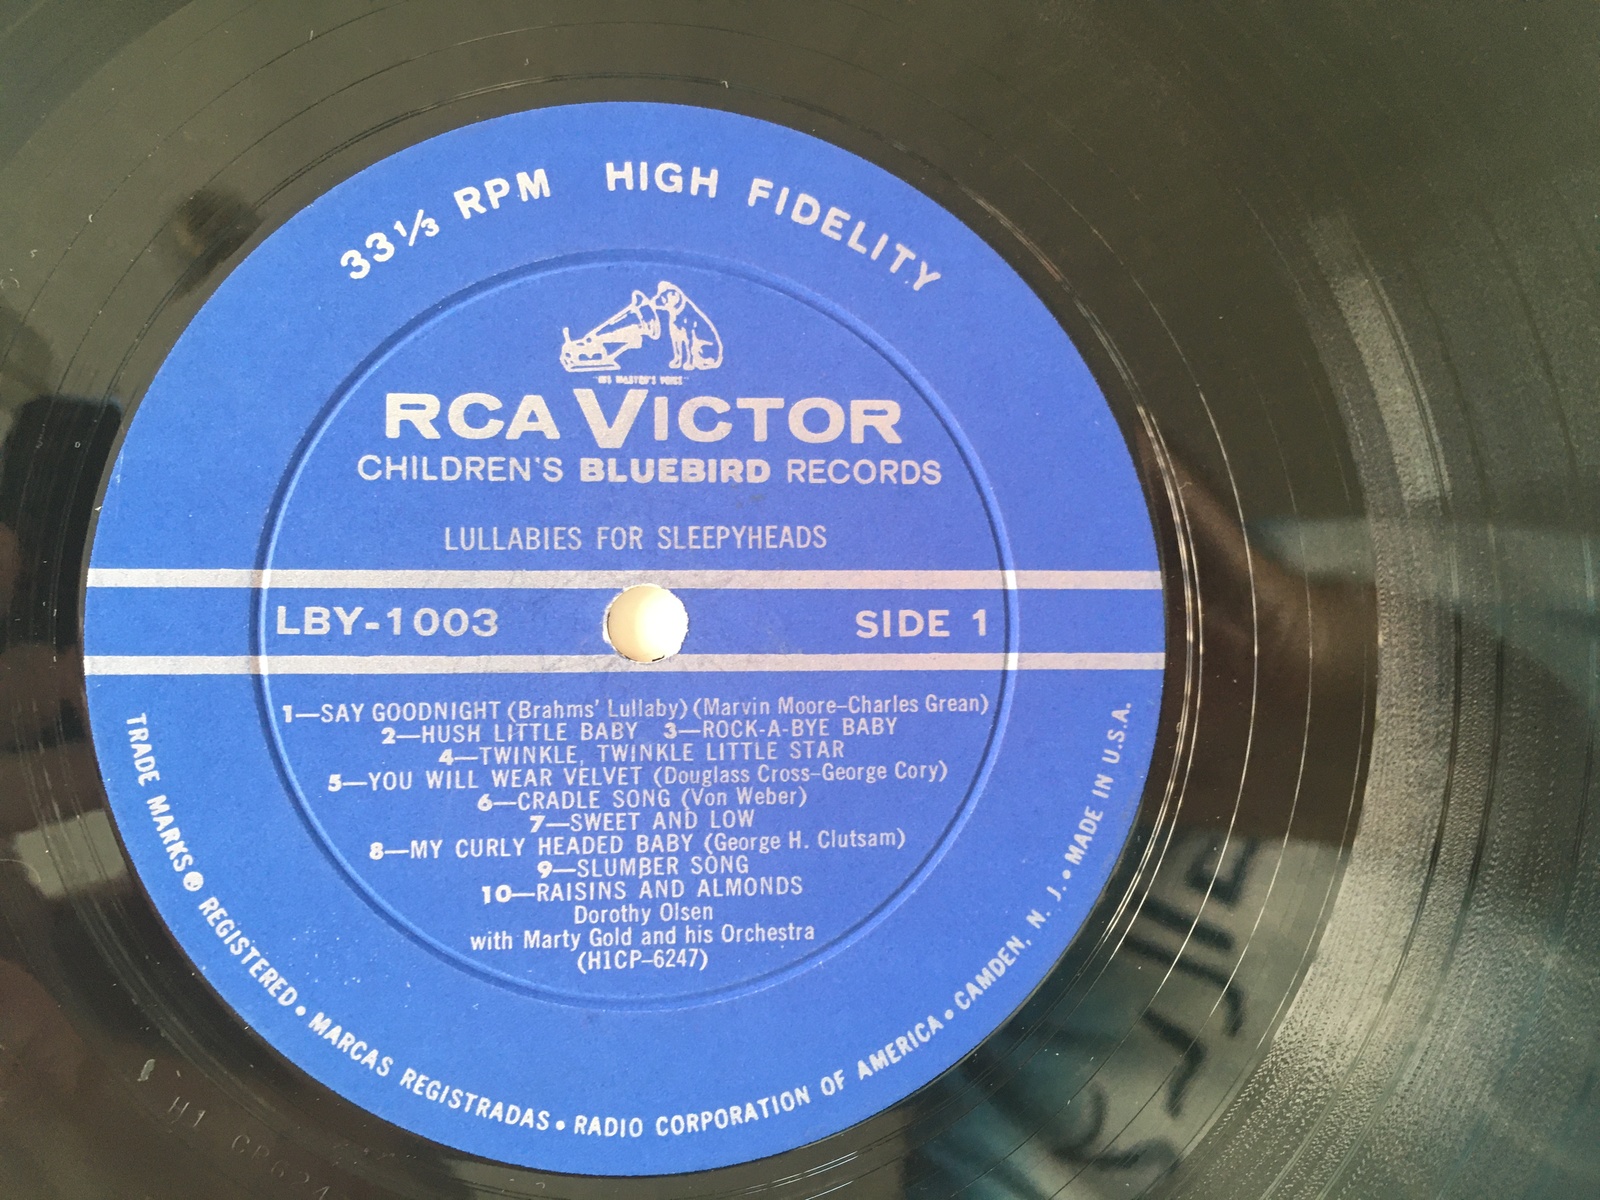 33⅓ RPM HIGH FIDELITY
"HIS MASTER'S VOICE"
RCA VICTOR
CHILDREN'S BLUEBIRD RECORDS
LULLABIES FOR SLEEPYHEADS
LBY-1003 SIDE 1
1—SAY GOODNIGHT (Brahms' Lullaby) (Marvin Moore–Charles Grean)
2—HUSH LITTLE BABY 3—ROCK-A-BYE BABY
4—TWINKLE, TWINKLE LITTLE STAR
5—YOU WILL WEAR VELVET (Douglass Cross–George Cory)
6—CRADLE SONG (Von Weber)
7—SWEET AND LOW
8—MY CURLY HEADED BABY (George H. Clutsam)
9—SLUMBER SONG
10—RAISINS AND ALMONDS
Dorothy Olsen
with Marty Gold and his Orchestra
(H1CP–6247)
TRADE MARKS ® REGISTERED • MARCAS REGISTRADAS • RADIO CORPORATION OF AMERICA • CAMDEN, N. J. • MADE IN U.S.A.